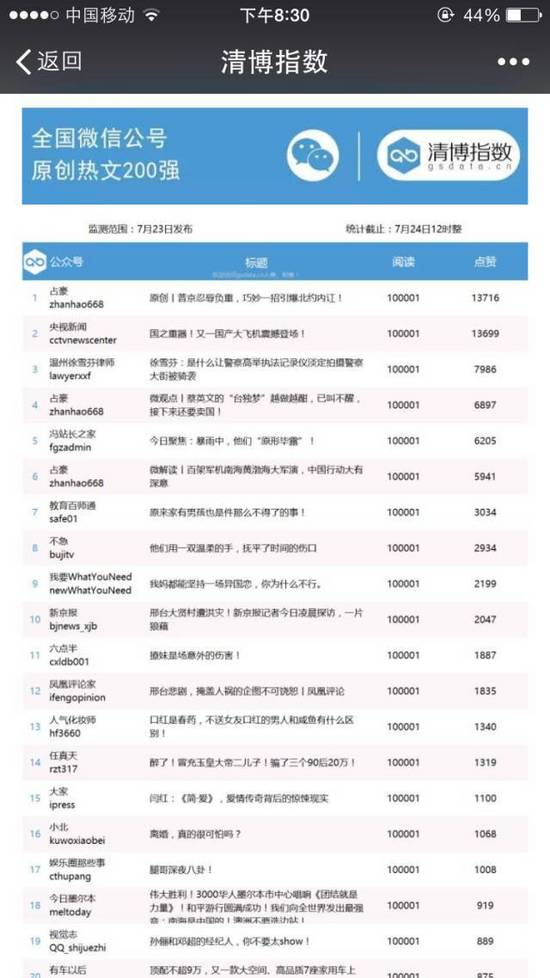 中国移动 下午8:30 44%
返回 清博指数
全国微信公号
原创热文200强
清博指数
gsdata.cn
监测范围：7月23日发布 统计截止：7月24日12时整
公众号 标题 阅读 点赞
1 占豪 zhanhao668 原创丨普京忍辱负重，巧妙一招引爆北约内讧！ 100001 13716
2 央视新闻 cctvnewscenter 国之重器！又一国产大飞机震撼登场！ 100001 13699
3 温州徐雪芬律师 lawyerxxf 徐雪芬：是什么让警察高举执法记录仪淡定拍摄警察
大街被骑袭 100001 7986
4 占豪 zhanhao668 微观点丨蔡英文的“台独梦”越做越酣，已叫不醒，
接下来还要卖国！ 100001 6897
5 冯站长之家 fgzadmin 今日聚焦：暴雨中，他们“原形毕露”！ 100001 6205
6 占豪 zhanhao668 微解读丨百架军机南海黄渤海大军演，中国行动大有
深意 100001 5941
7 教育百师通 safe01 原来家有男孩也是件那么不得了的事！ 100001 3034
8 不急 bujitv 他们用一双温柔的手，抚平了时间的伤口 100001 2934
9 我要WhatYouNeed newWhatYouNeed 我妈都能坚持一场异国恋，你为什么不行。 100001 2199
10 新京报 bjnews_xjb 邢台大贤村遭洪灾！新京报记者今日凌晨探访，一片
狼藉 100001 2047
11 六点半 cxldb001 撩妹是场意外的伤害！ 100001 1887
12 凤凰评论家 ifengopinion 邢台悲剧，掩盖人祸的企图不可饶恕丨凤凰评论 100001 1835
13 人气化妆师 hf3660 口红是春药，不送女友口红的男人和咸鱼有什么区
别！ 100001 1340
14 任真天 rzt317 醉了！冒充玉皇大帝二儿子！骗了三个90后20万！ 100001 1319
15 大家 ipress 闫红：《简·爱》，爱情传奇背后的惊悚现实 100001 1100
16 小北 kuwoxiaobei 离婚，真的很可怕吗？ 100001 1068
17 娱乐圈那些事 cthupang 腿哥深夜八卦！ 100001 1008
18 今日墨尔本 meltoday 伟大胜利！3000华人墨尔本市中心唱响《团结就是
力量》！和平游行圆满成功！我们向全世界发出最强
音：南海是中国的！澳洲不要选边站！ 100001 919
19 视觉志 QQ_shijuezhi 孙俪和邓超的经纪人，你不要太show！ 100001 889
20 有车以后 顶配不超9万，又一款大空间、高品质7座家用车上 100001 855